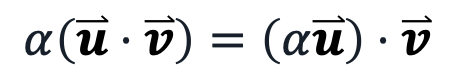 α(u⃗ · v⃗) = (αu⃗) · v⃗